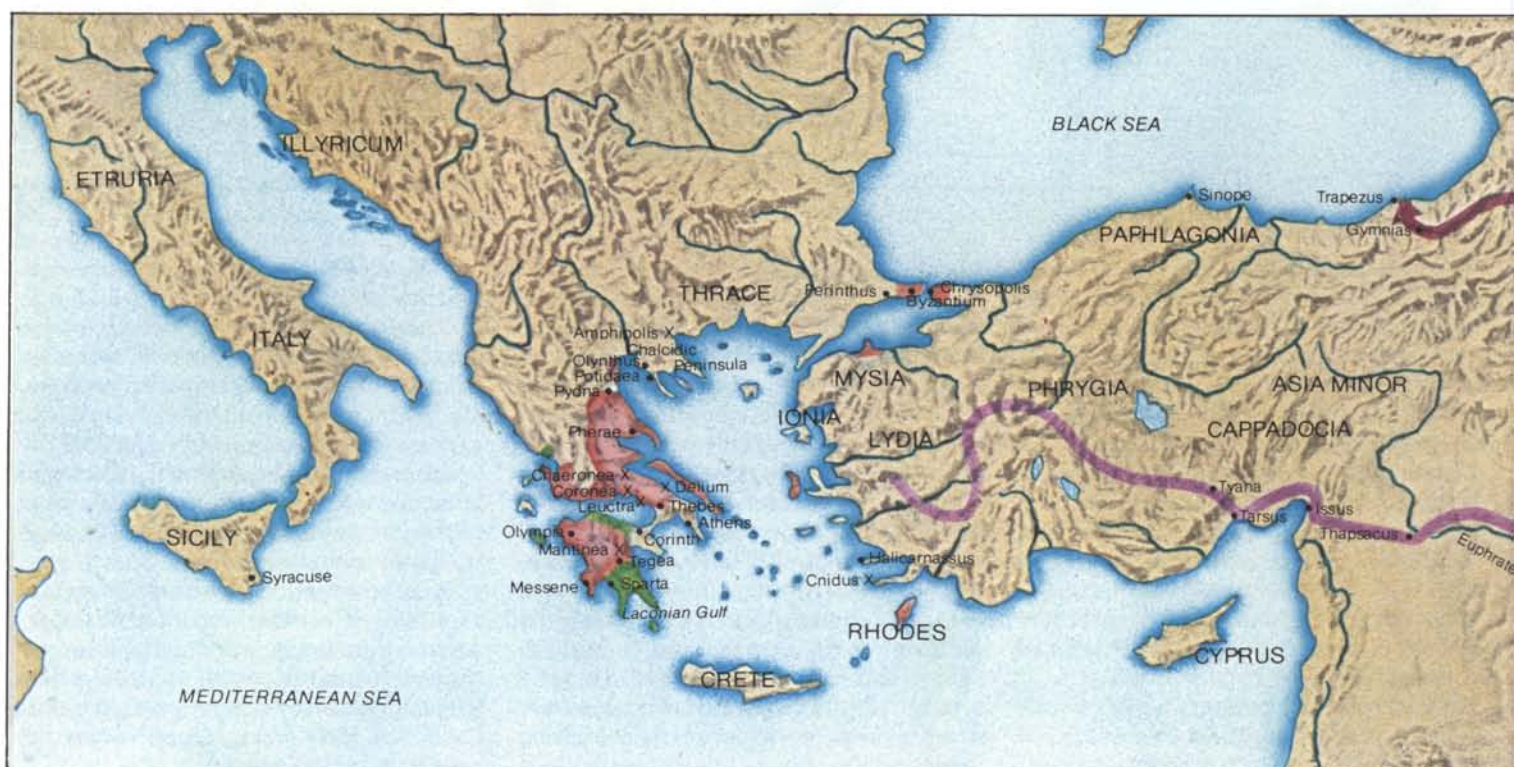 BLACK SEA
ILLYRICUM
ETRURIA
Sinope
Trapezus
Gymnias
PAPHLAGONIA
THRACE
Perinthus
Chrysopolis
Byzantium
ITALY
Amphipolis X
Chalcidic
Peninsula
Olynthus
Potidaea
Pydna
MYSIA
PHRYGIA
ASIA MINOR
IONIA
Pherae
LYDIA
CAPPADOCIA
Chaeronea X
Coronea X
X Delium
Leuctra X
Thebes
Tyaha
Issus
Tarsus
Athens
Olympia
Corinth
SICILY
Thapsacus
Euphrate
Mantinea X
Tegea
Halicarnassus
Syracuse
Cnidus X
Messene
Sparta
Laconian Gulf
RHODES
CYPRUS
CRETE
MEDITERRANEAN SEA